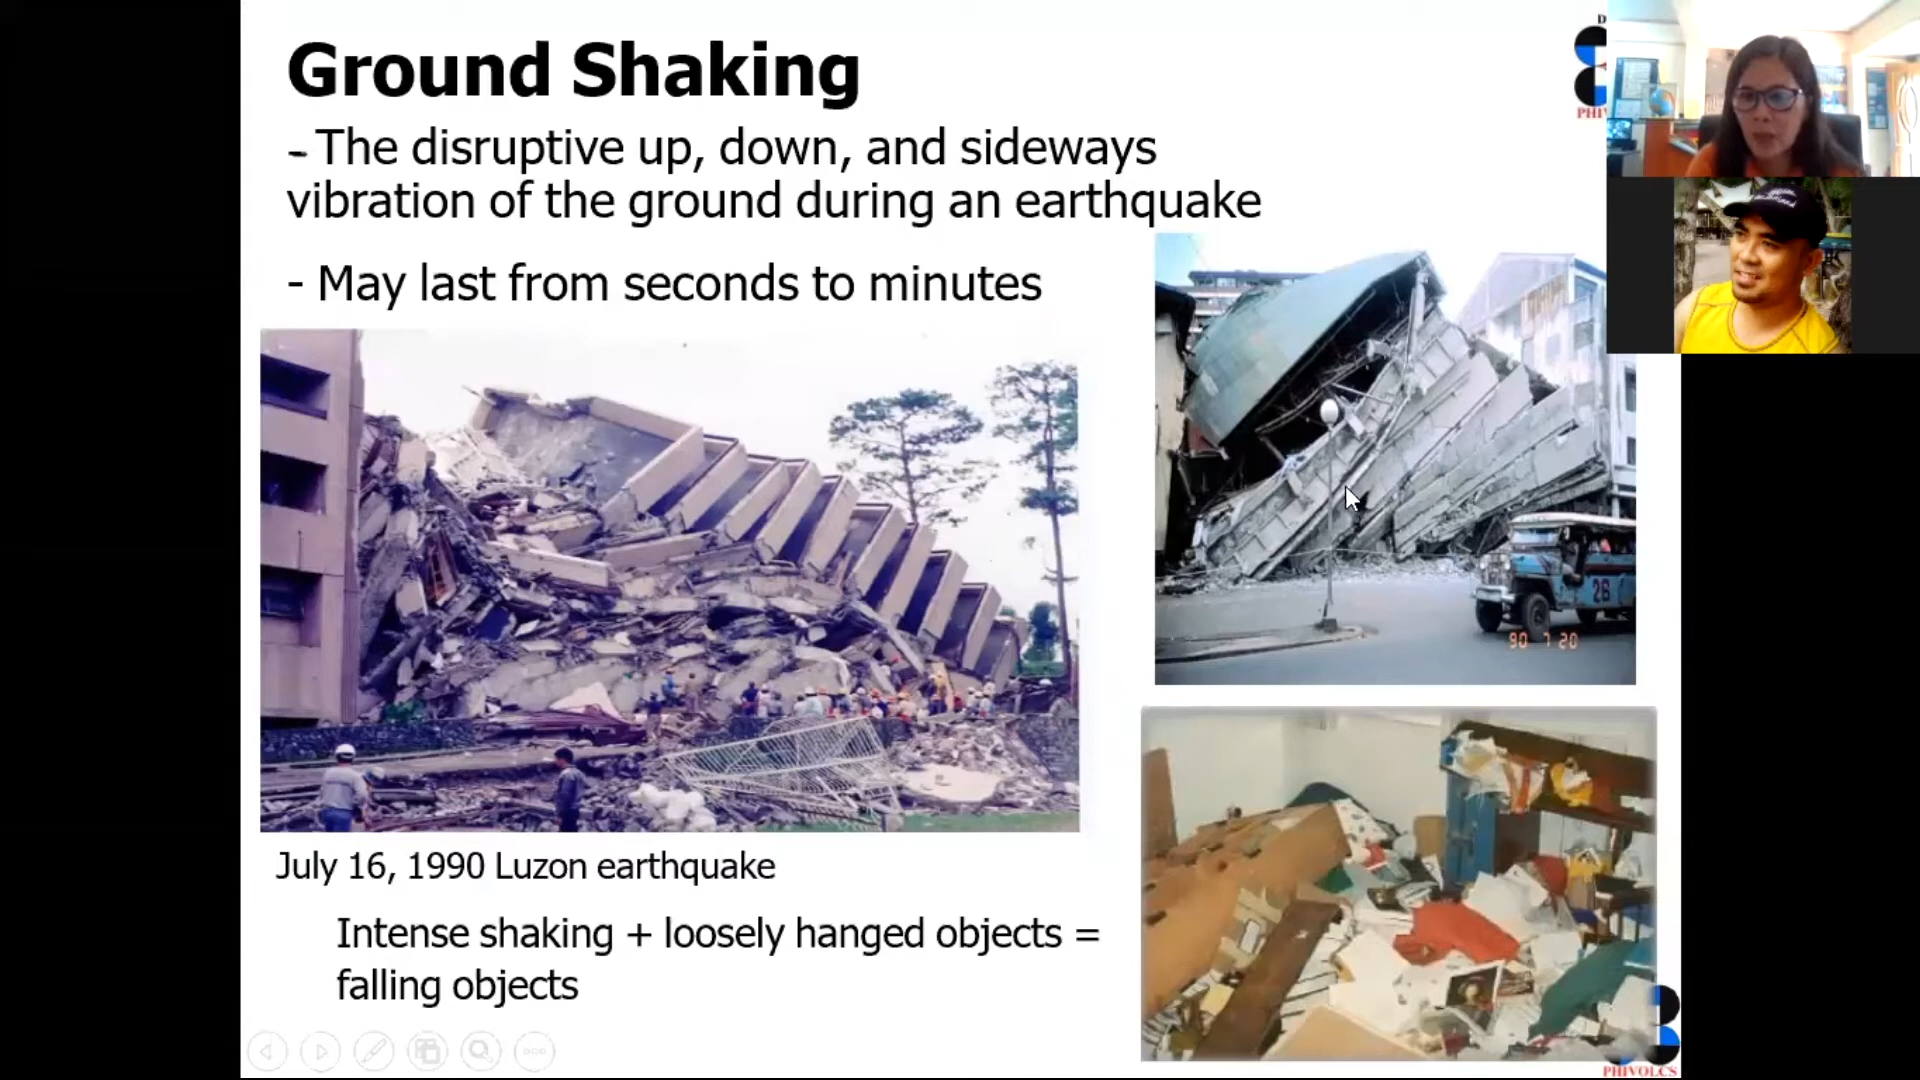 Ground Shaking
- The disruptive up, down, and sideways
vibration of the ground during an earthquake
- May last from seconds to minutes
26
90 7 20
July 16, 1990 Luzon earthquake
Intense shaking + loosely hanged objects =
falling objects
PHIVOLCS